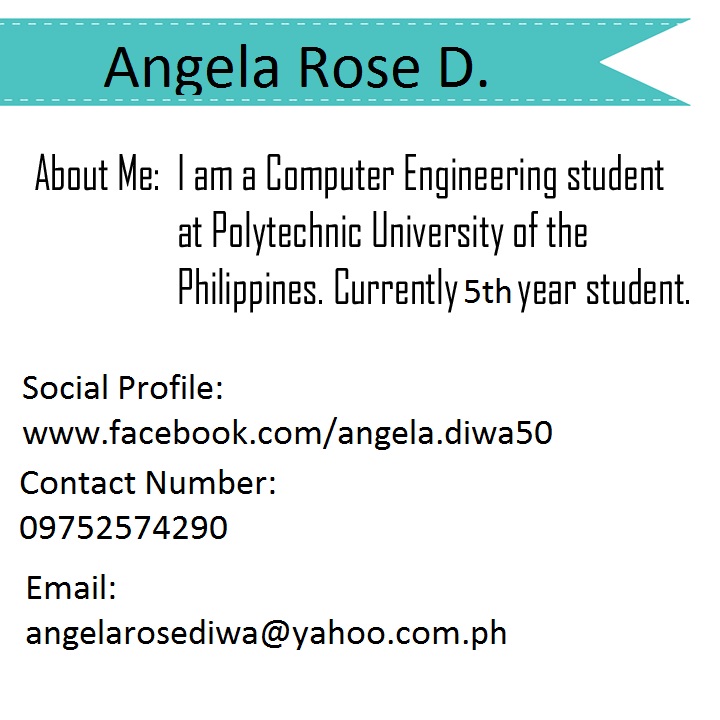 Angela Rose D.
About Me: I am a Computer Engineering student
at Polytechnic University of the
Philippines. Currently 5th year student.
Social Profile:
www.facebook.com/angela.diwa50
Contact Number:
09752574290
Email:
angelarosediwa@yahoo.com.ph